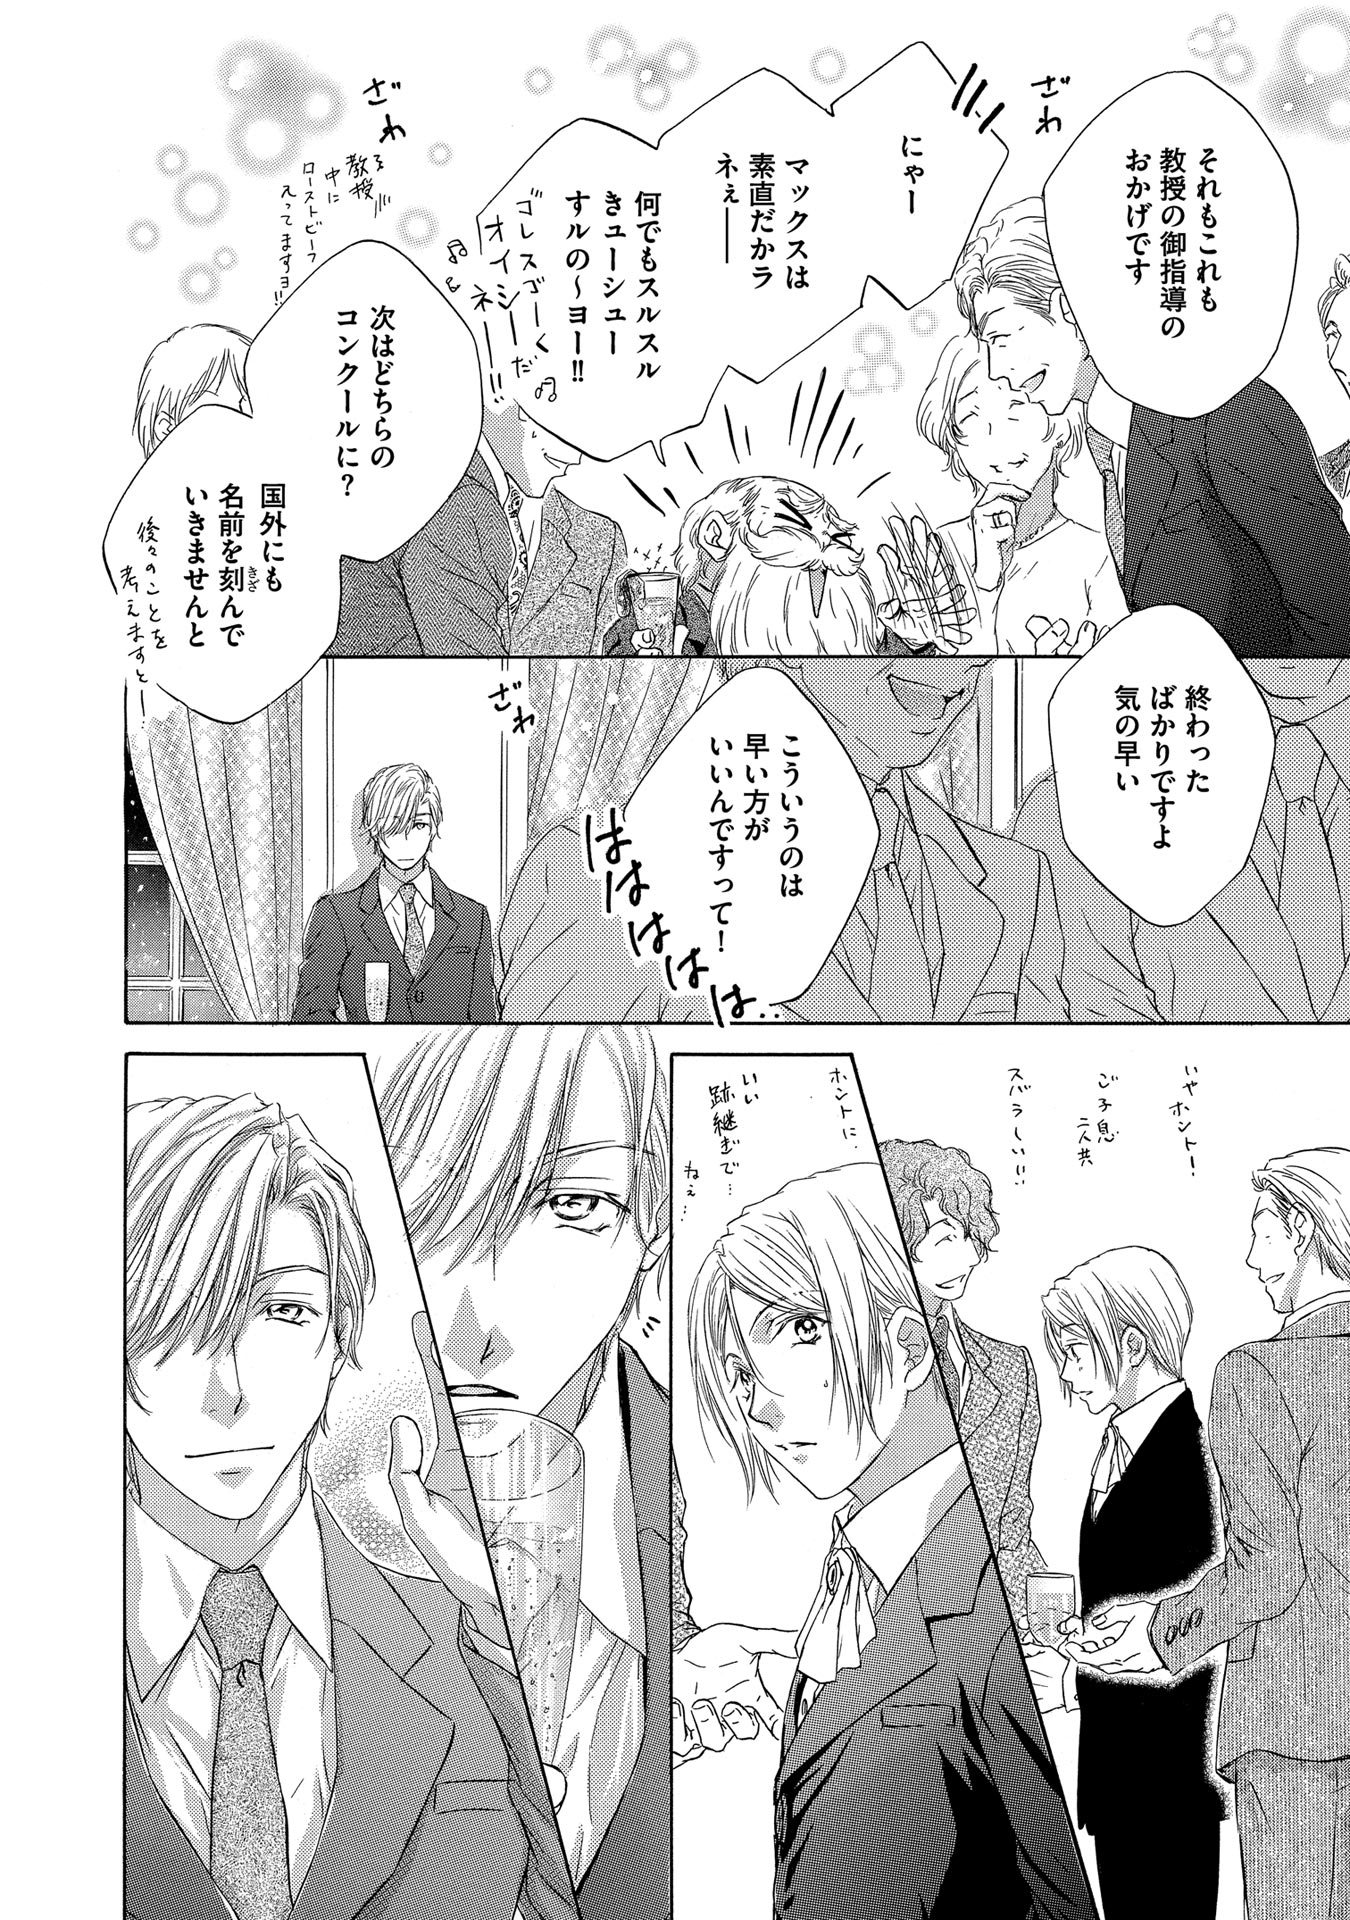 それもこれも
教授の御指導の
おかげです
ざわ
にゃー
マックスは
素直だからラ
ネぇ――
何でもスルスル
きューシュー
すルの〜ヨー!!
ゴレスゴーく
オイシーだ
ネー!!
ざわ
教授
中に
ローストビーフ
入ってますヨ!!
次はどちらの
コンクールに?
国外にも
名前を刻んで
きざ
いきませんと
後々のことを
考えますと―
終わった
ばかりですよ
気の早い
こういうのは
早い方が
いいんですって!
はは はは は‥
ざわ
いやホント!
ご子息
二人共
スバラしい!!
ホントに
いい
跡継ぎで…
ねぇ…